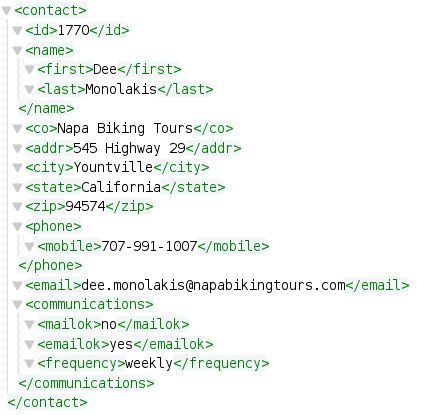 <contact>
<id>1770</id>
<name>
<first>Dee</first>
<last>Monolakis</last>
</name>
<co>Napa Biking Tours</co>
<addr>545 Highway 29</addr>
<city>Yountville</city>
<state>California</state>
<zip>94574</zip>
<phone>
<mobile>707-991-1007</mobile>
</phone>
<email>dee.monolakis@napabikingtours.com</email>
<communications>
<mailok>no</mailok>
<emailok>yes</emailok>
<frequency>weekly</frequency>
</communications>
</contact>